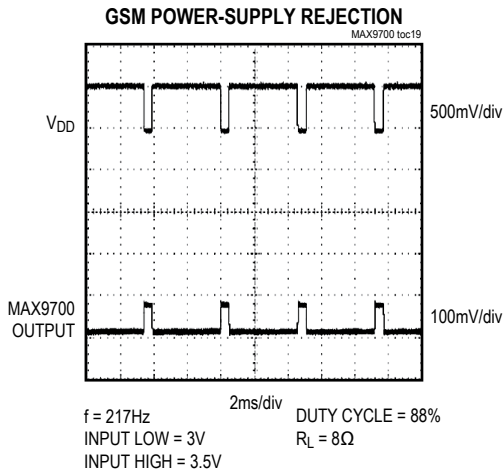 GSM POWER-SUPPLY REJECTION
MAX9700 toc19
VDD
500mV/div
MAX9700
OUTPUT
100mV/div
2ms/div
f = 217Hz
INPUT LOW = 3V
INPUT HIGH = 3.5V
DUTY CYCLE = 88%
RL = 8Ω